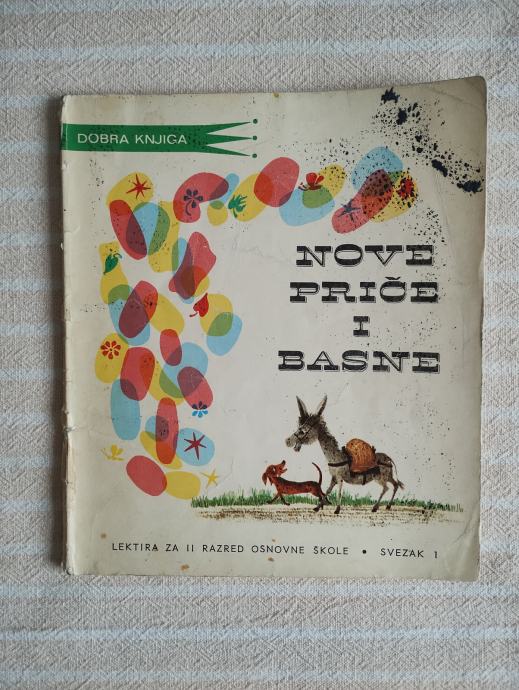 DOBRA KNJIGA
NOVE
PRIČE
I
BASNE
LEKTIRA ZA II RAZRED OSNOVNE ŠKOLE • SVEZAK 1